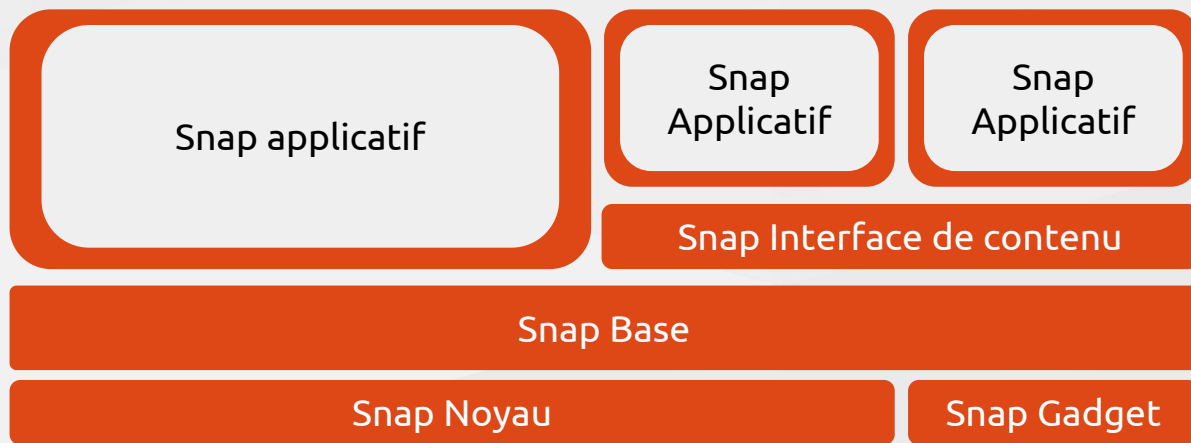 Snap applicatif
Snap
Applicatif
Snap
Applicatif
Snap Interface de contenu
Snap Base
Snap Noyau
Snap Gadget